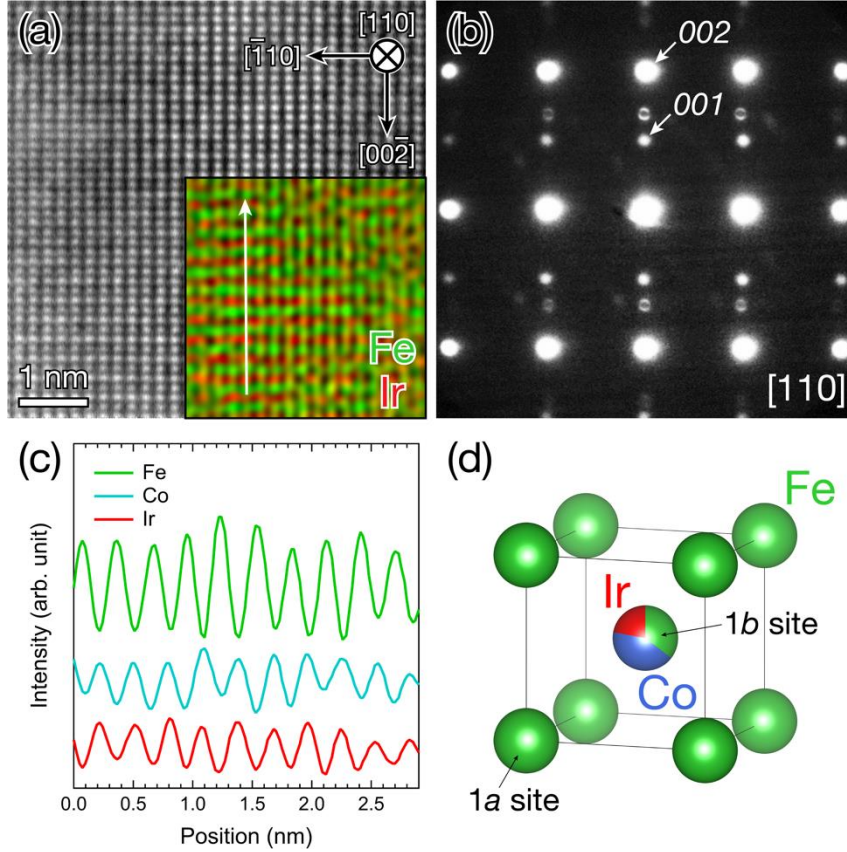 (a)
[110]
[1̄10]
[002̄]
Fe
Ir
1 nm
(b)
002
001
[110]
(c)
Fe
Co
Ir
Intensity (arb. unit)
0.0 0.5 1.0 1.5 2.0 2.5
Position (nm)
(d)
Fe
Ir
1b site
Co
1a site